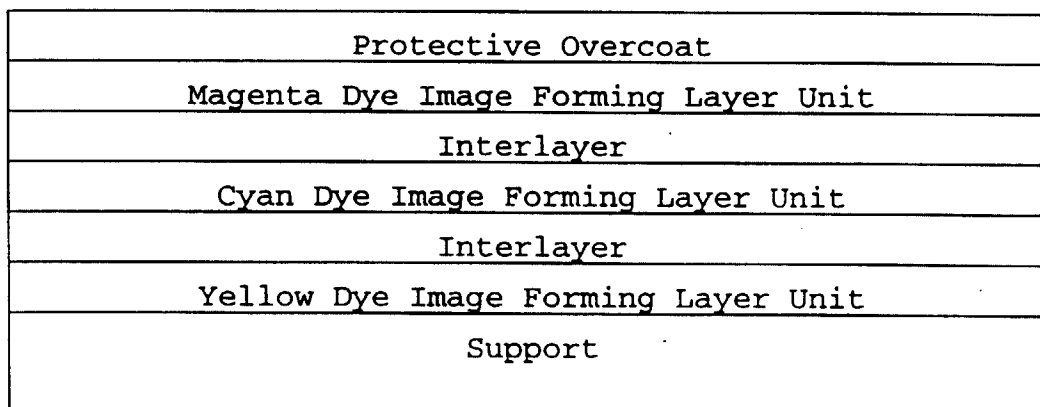 Protective Overcoat
Magenta Dye Image Forming Layer Unit
Interlayer
Cyan Dye Image Forming Layer Unit
Interlayer
Yellow Dye Image Forming Layer Unit
Support